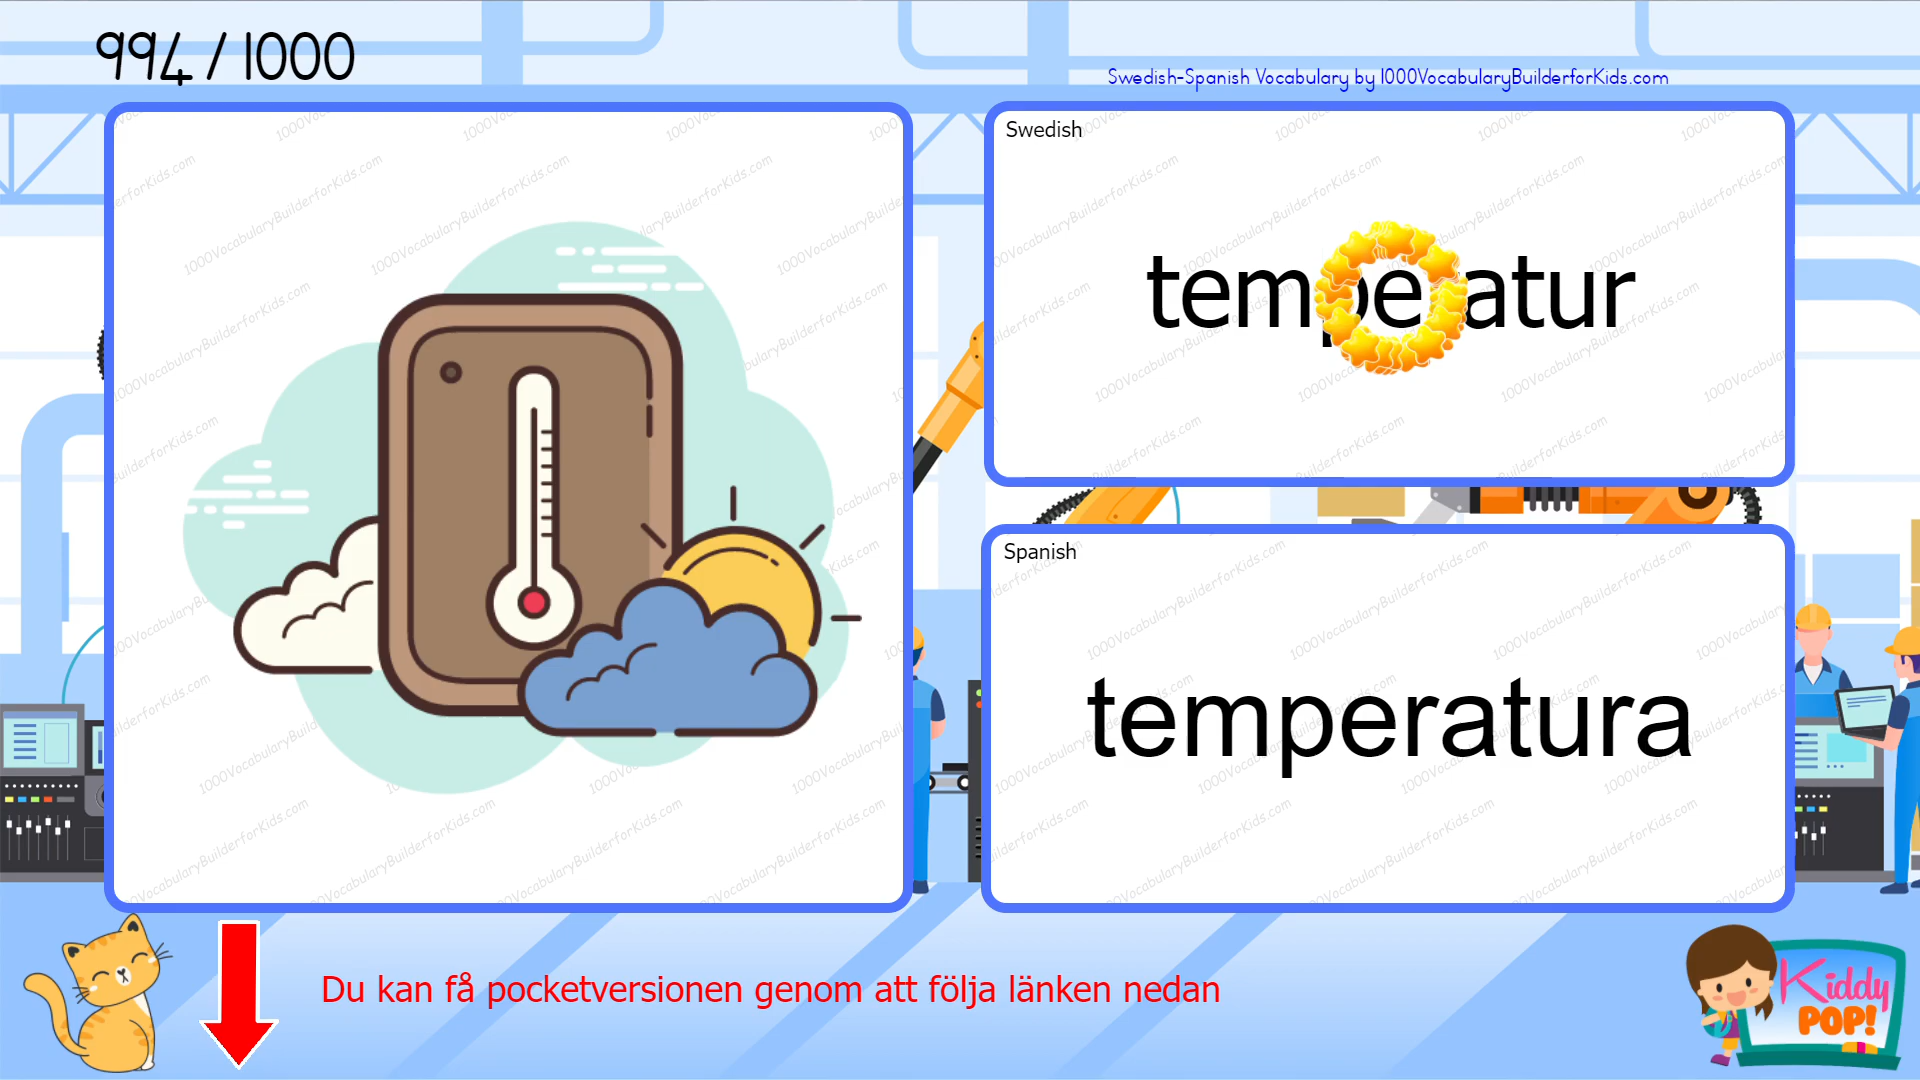 994 / 1000
Swedish-Spanish Vocabulary by 1000VocabularyBuilderforKids.com
Swedish
temperatur
Spanish
temperatura
Du kan få pocketversionen genom att följa länken nedan
Kiddy
POP!